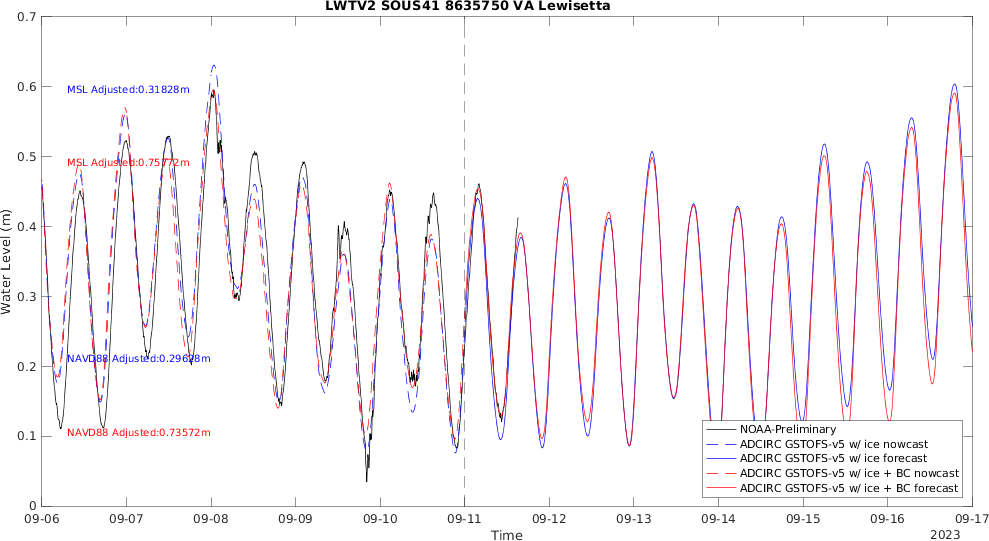 LWTV2 SOUS41 8635750 VA Lewisetta
0.7
0.6
0.5
0.4
0.3
0.2
0.1
0
Water Level (m)
MSL Adjusted:0.31828m
MSL Adjusted:0.75772m
NAVD88 Adjusted:0.29628m
NAVD88 Adjusted:0.73572m
NOAA-Preliminary
ADCIRC GSTOFS-v5 w/ ice nowcast
ADCIRC GSTOFS-v5 w/ ice forecast
ADCIRC GSTOFS-v5 w/ ice + BC nowcast
ADCIRC GSTOFS-v5 w/ ice + BC forecast
09-06 09-07 09-08 09-09 09-10 09-11 09-12 09-13 09-14 09-15 09-16 09-17
Time
2023